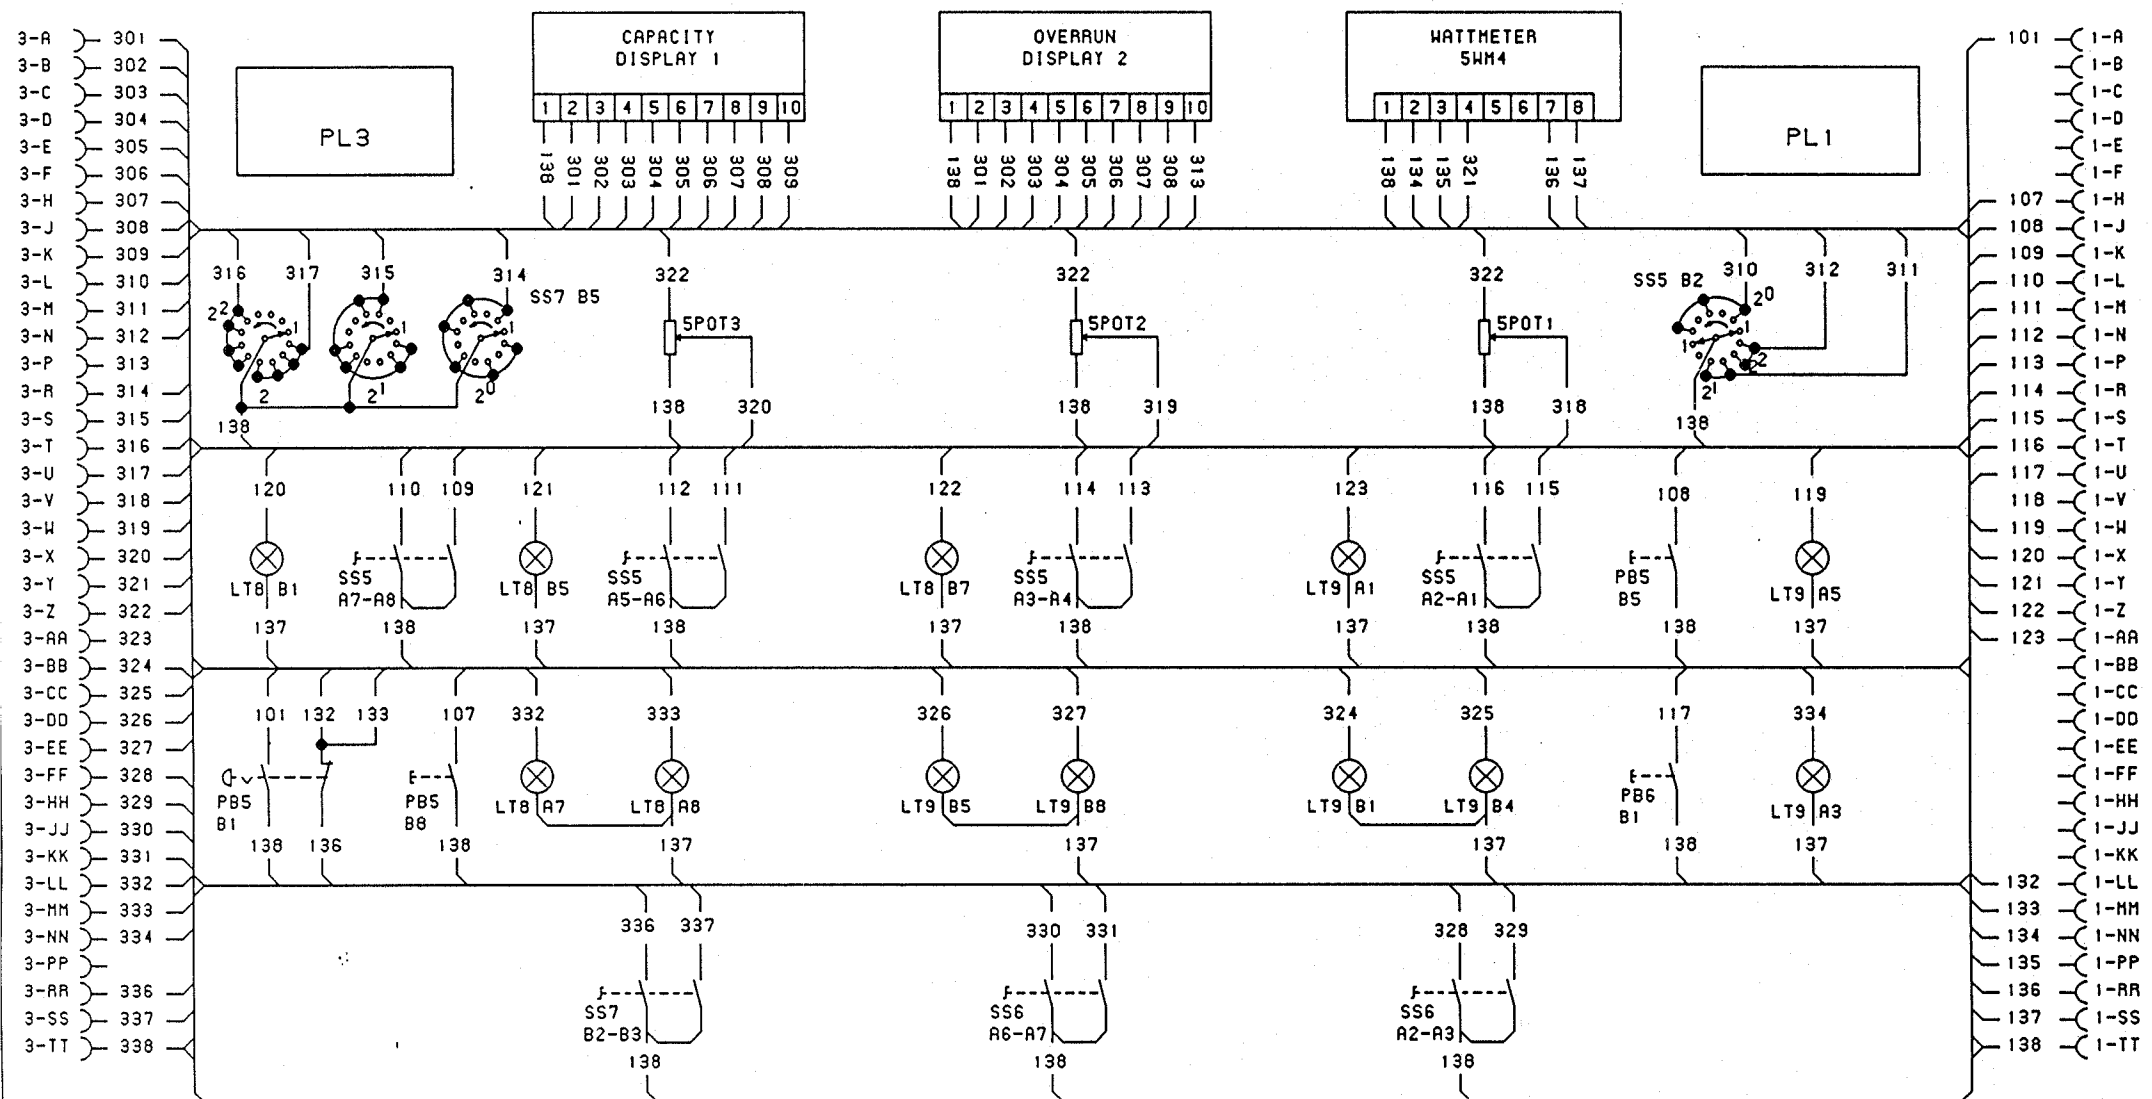 CAPACITY
DISPLAY 1
OVERRUN
DISPLAY 2
WATTMETER
5WM4
PL3
PL1
1 2 3 4 5 6 7 8 9 10
1 2 3 4 5 6 7 8 9 10
1 2 3 4 5 6 7 8
138 301 302 303 304 305 306 307 308 309
138 301 302 303 304 305 306 307 308 313
138 134 135 321 136 137
3-A 301
3-B 302
3-C 303
3-D 304
3-E 305
3-F 306
3-H 307
3-J 308
3-K 309
3-L 310
3-M 311
3-N 312
3-P 313
3-R 314
3-S 315
3-T 316
3-U 317
3-V 318
3-W 319
3-X 320
3-Y 321
3-Z 322
3-AA 323
3-BB 324
3-CC 325
3-DD 326
3-EE 327
3-FF 328
3-HH 329
3-JJ 330
3-KK 331
3-LL 332
3-MM 333
3-NN 334
3-PP
3-RR 336
3-SS 337
3-TT 338
316 317 315 314 322 322 322 310 312 311
SS7 B5
SS5 B2
2² 1 1 1 2⁰ 1
5POT3 5POT2 5POT1
1 2²
2 2¹ 2⁰ 2¹
138 320 138 319 138 318
138 138
120 110 109 121 112 111 122 114 113 123 116 115 108 119
LT8 B1
SS5
A7-A8
LT8 B5
SS5
A5-A6
LT8 B7
SS5
A3-A4
LT9 A1
SS5
A2-A1
PB5
B5
LT9 A5
137 138 137 138 137 138 137 138 138 137
101 132 133 107 332 333 326 327 324 325 117 334
PB5
B1
PB5
B8
LT8 A7
LT8 A8
LT9 B5
LT9 B8
LT9 B1
LT9 B4
PB6
B1
LT9 A3
138 136 138 137 137 137 138 137
336 337 330 331 328 329
SS7
B2-B3
SS6
A6-A7
SS6
A2-A3
138 138 138
101 1-A
1-B
1-C
1-D
1-E
1-F
107 1-H
108 1-J
109 1-K
110 1-L
111 1-M
112 1-N
113 1-P
114 1-R
115 1-S
116 1-T
117 1-U
118 1-V
119 1-W
120 1-X
121 1-Y
122 1-Z
123 1-AA
1-BB
1-CC
1-DD
1-EE
1-FF
1-HH
1-JJ
1-KK
132 1-LL
133 1-MM
134 1-NN
135 1-PP
136 1-RR
137 1-SS
138 1-TT